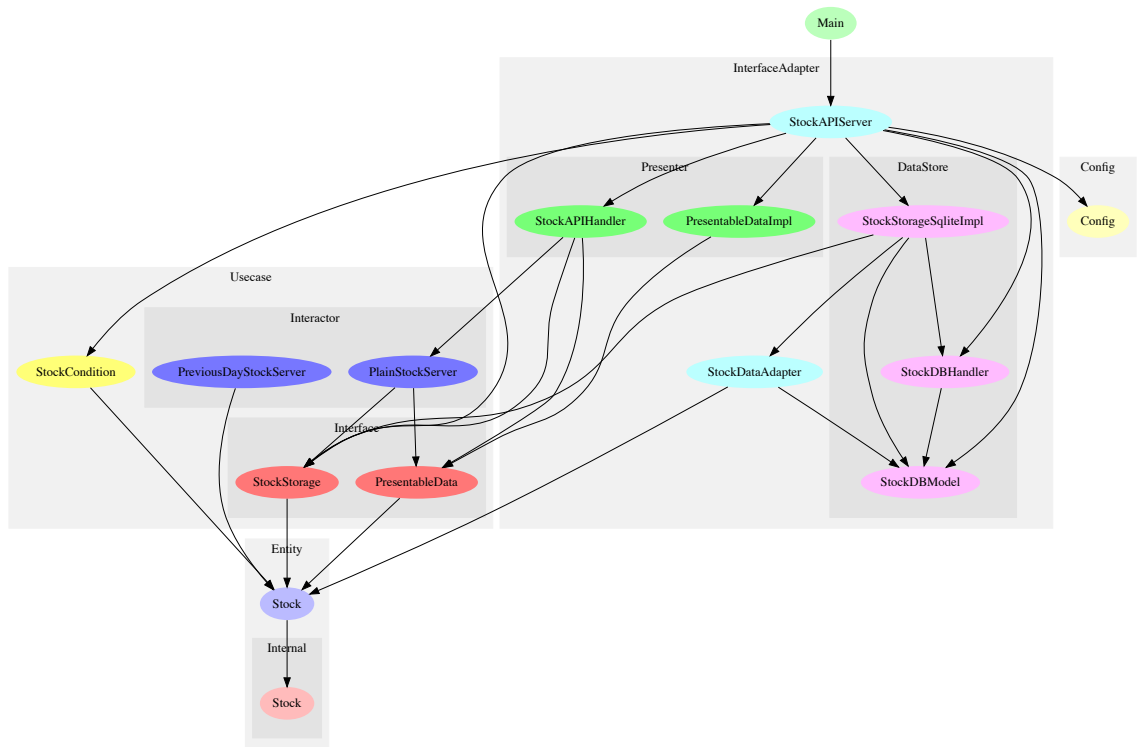 Main
InterfaceAdapter
StockAPIServer
Presenter
DataStore
Config
StockAPIHandler
PresentableDataImpl
StockStorageSqliteImpl
Config
Usecase
Interactor
StockCondition
PreviousDayStockServer
PlainStockServer
StockDataAdapter
StockDBHandler
Interface
StockStorage
PresentableData
StockDBModel
Entity
Stock
Internal
Stock